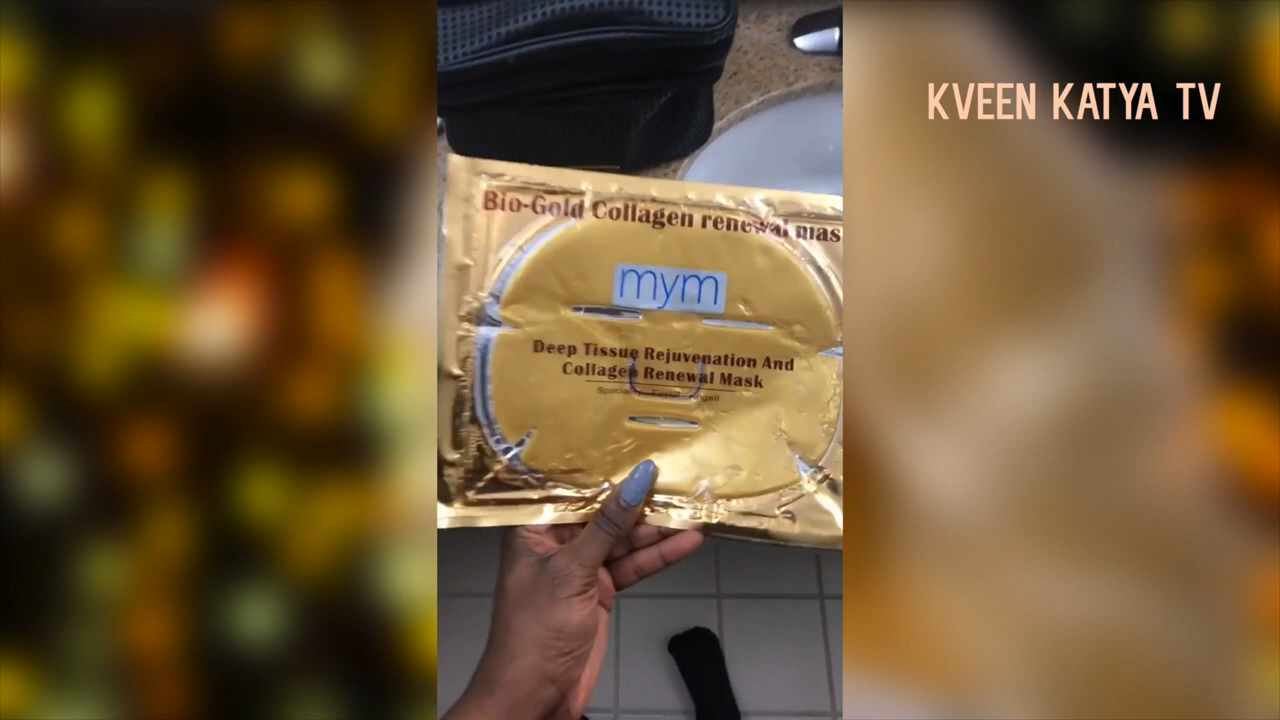 KVEEN KATYA TV
Bio-Gold Collagen renewal mas
mym
Deep Tissue Rejuvenation And
Collagen Renewal Mask